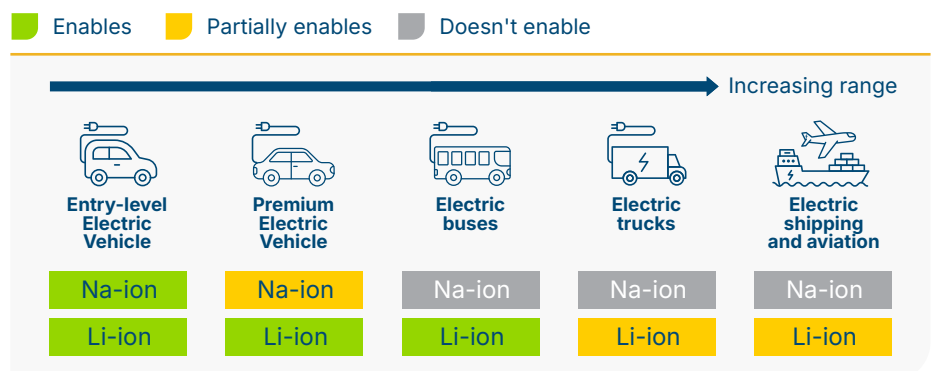 Enables
Partially enables
Doesn't enable
Increasing range
Entry-level
Electric
Vehicle
Premium
Electric
Vehicle
Electric
buses
Electric
trucks
Electric
shipping
and aviation
Na-ion
Na-ion
Na-ion
Na-ion
Na-ion
Li-ion
Li-ion
Li-ion
Li-ion
Li-ion